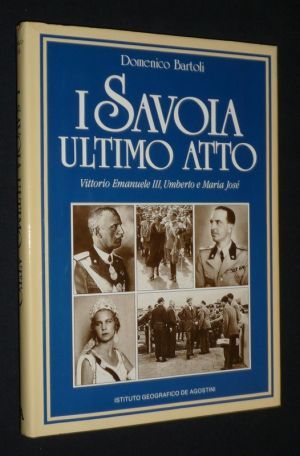 Domenico Bartoli
I SAVOIA
ULTIMO ATTO
Vittorio Emanuele III, Umberto e Maria José
ISTITUTO GEOGRAFICO DE AGOSTINI